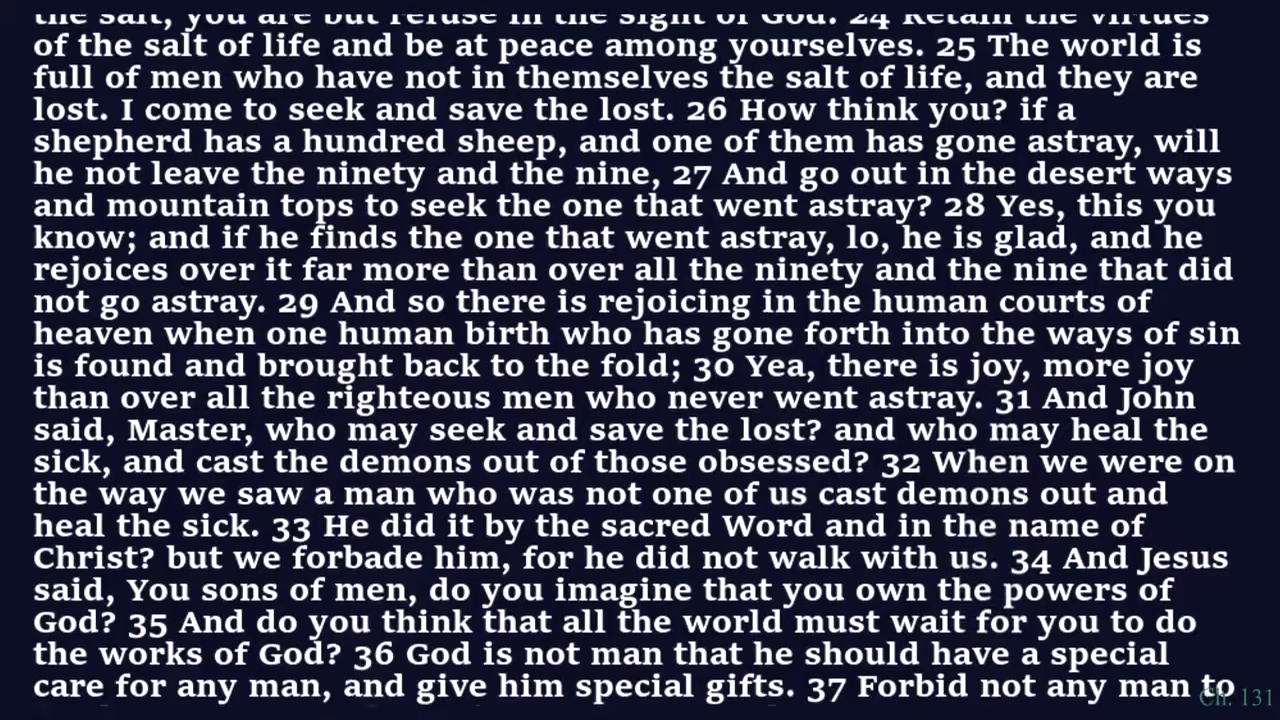 the salt, you are but refuse in the sight of God. 24 Retain the virtues
of the salt of life and be at peace among yourselves. 25 The world is
full of men who have not in themselves the salt of life, and they are
lost. I come to seek and save the lost. 26 How think you? if a
shepherd has a hundred sheep, and one of them has gone astray, will
he not leave the ninety and the nine, 27 And go out in the desert ways
and mountain tops to seek the one that went astray? 28 Yes, this you
know; and if he finds the one that went astray, lo, he is glad, and he
rejoices over it far more than over all the ninety and the nine that did
not go astray. 29 And so there is rejoicing in the human courts of
heaven when one human birth who has gone forth into the ways of sin
is found and brought back to the fold; 30 Yea, there is joy, more joy
than over all the righteous men who never went astray. 31 And John
said, Master, who may seek and save the lost? and who may heal the
sick, and cast the demons out of those obsessed? 32 When we were on
the way we saw a man who was not one of us cast demons out and
heal the sick. 33 He did it by the sacred Word and in the name of
Christ? but we forbade him, for he did not walk with us. 34 And Jesus
said, You sons of men, do you imagine that you own the powers of
God? 35 And do you think that all the world must wait for you to do
the works of God? 36 God is not man that he should have a special
care for any man, and give him special gifts. 37 Forbid not any man to
Ch. 131